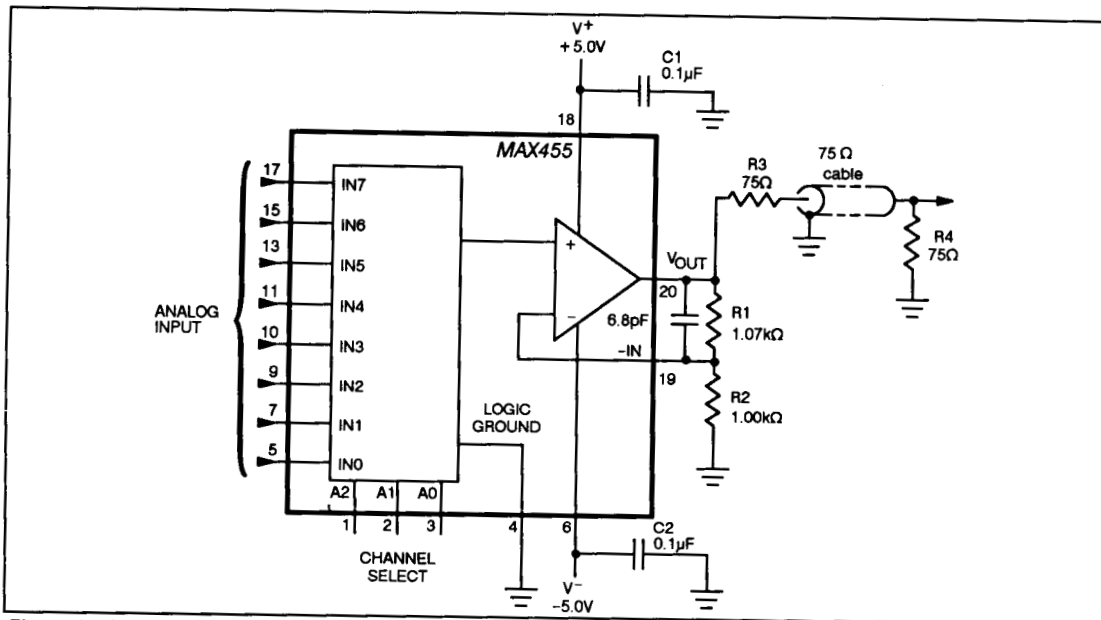 V+
+5.0V
C1
0.1µF
18
MAX455
75 Ω
cable
R3
75Ω
17
IN7
15
IN6
13
IN5
11
IN4
10
IN3
9
IN2
7
IN1
5
IN0
ANALOG
INPUT
+
−
VOUT
20
6.8pF
R1
1.07kΩ
R4
75Ω
-IN
19
R2
1.00kΩ
LOGIC
GROUND
A2
A1
A0
1
2
3
4
6
CHANNEL
SELECT
C2
0.1µF
V−
-5.0V